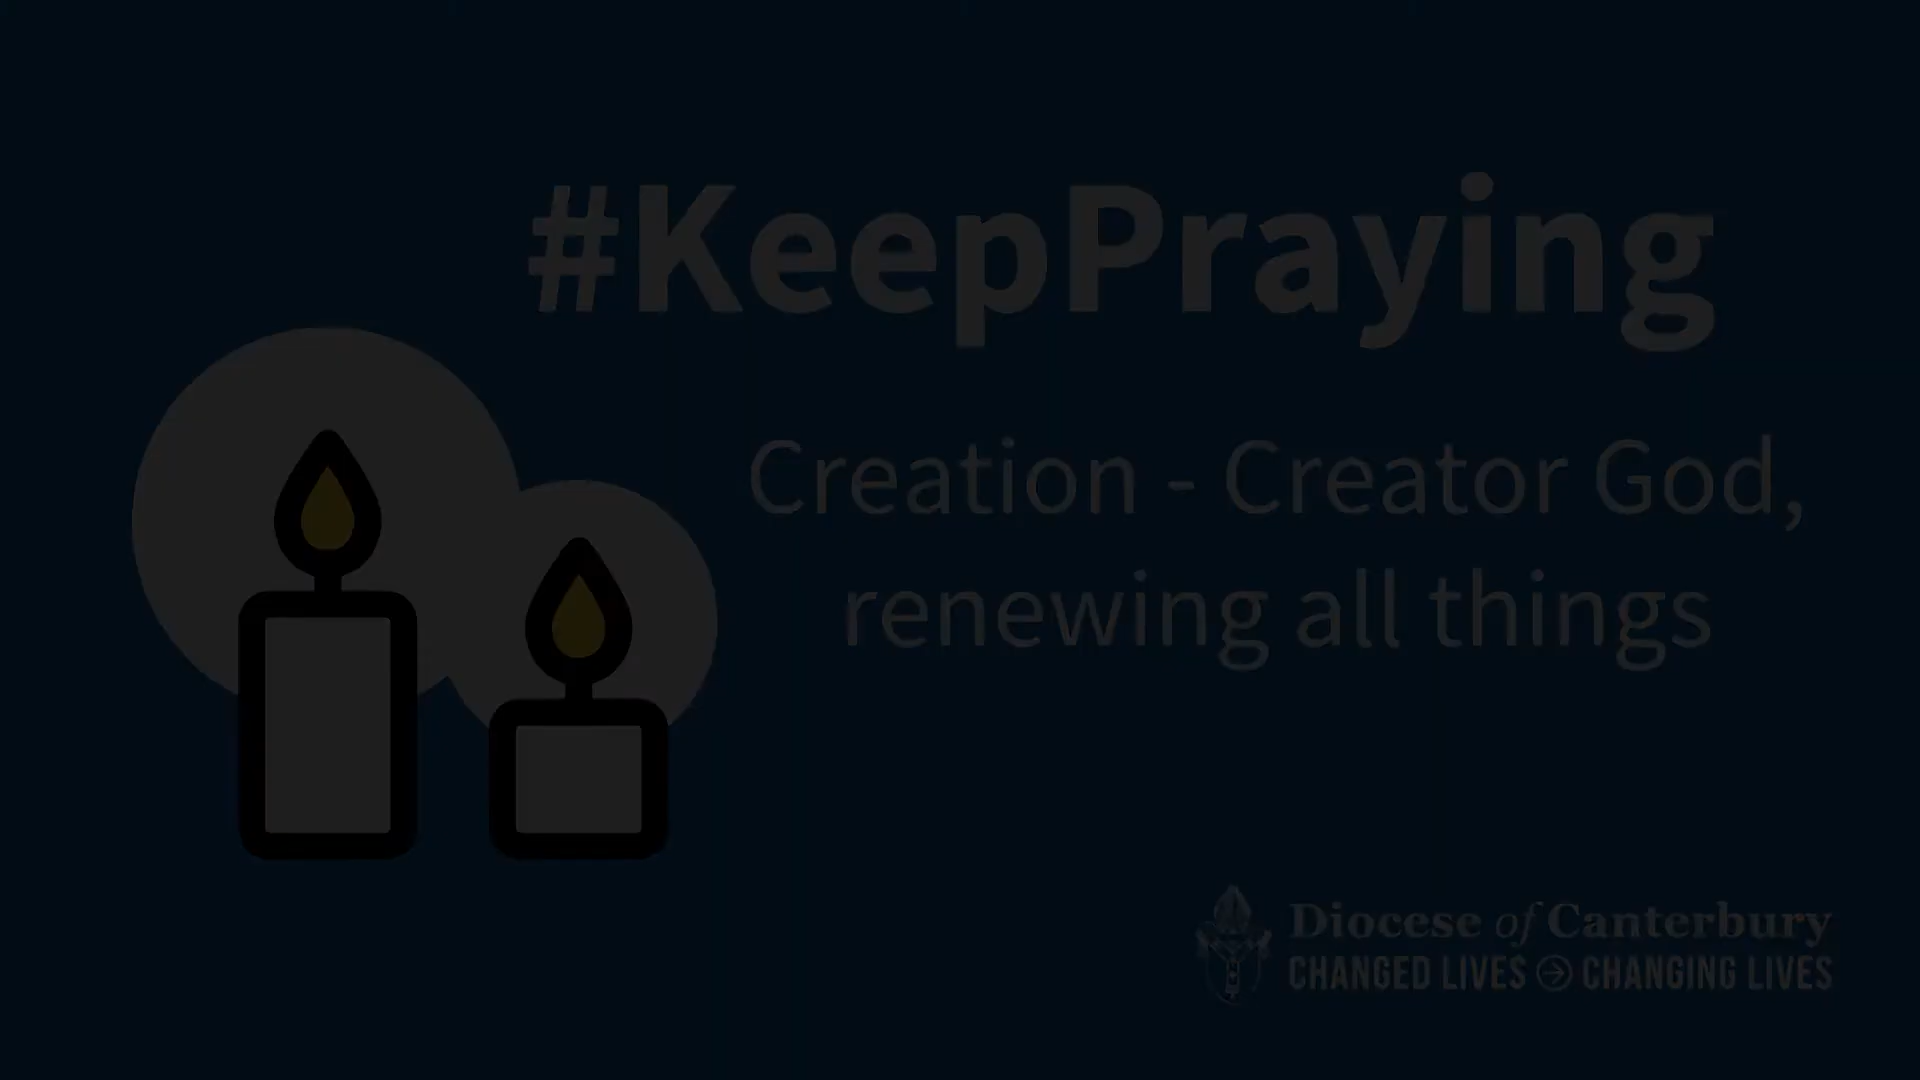 #KeepPraying
Creation - Creator God,
renewing all things
Diocese of Canterbury
CHANGED LIVES → CHANGING LIVES